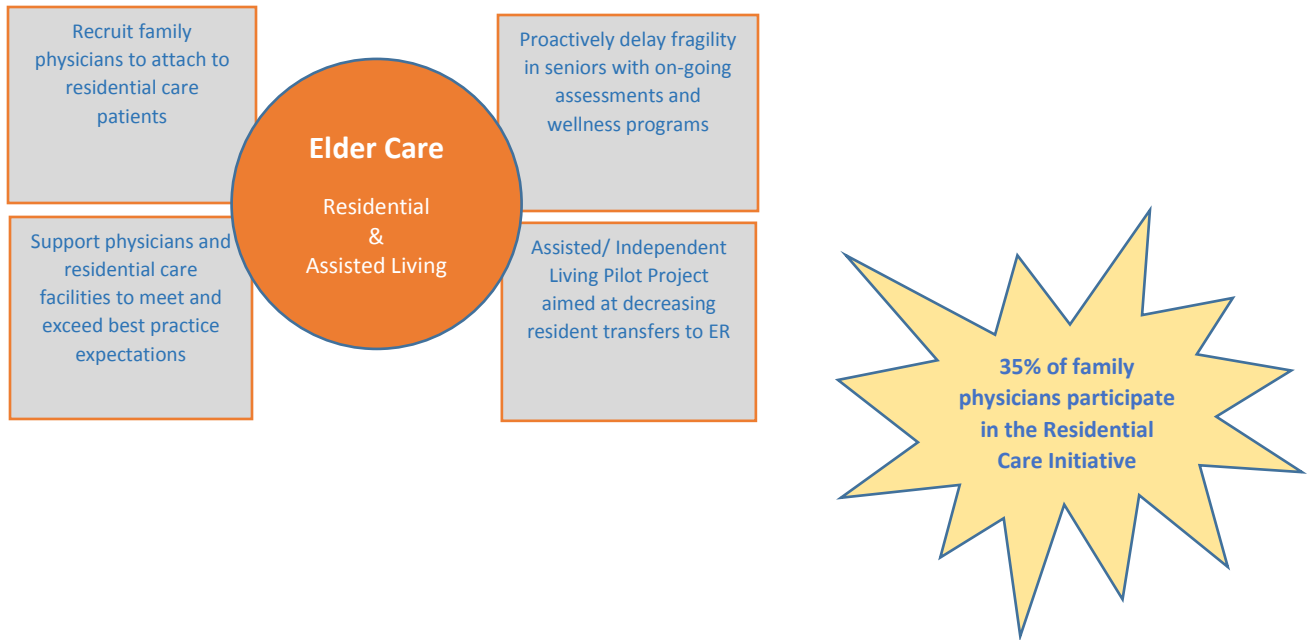 Recruit family
physicians to attach to
residential care
patients
Support physicians and
residential care
facilities to meet and
exceed best practice
expectations
Elder Care
Residential
&
Assisted Living
Proactively delay fragility
in seniors with on-going
assessments and
wellness programs
Assisted/ Independent
Living Pilot Project
aimed at decreasing
resident transfers to ER
35% of family
physicians participate
in the Residential
Care Initiative